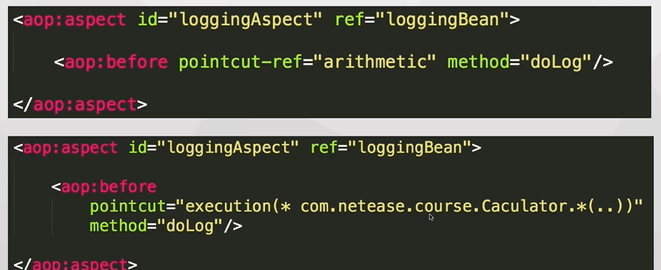 <aop:aspect id="loggingAspect" ref="loggingBean">
<aop:before pointcut-ref="arithmetic" method="doLog"/>
</aop:aspect>
<aop:aspect id="loggingAspect" ref="loggingBean">
<aop:before
pointcut="execution(* com.netease.course.Caculator.*(..))"
method="doLog"/>
</aop:aspect>